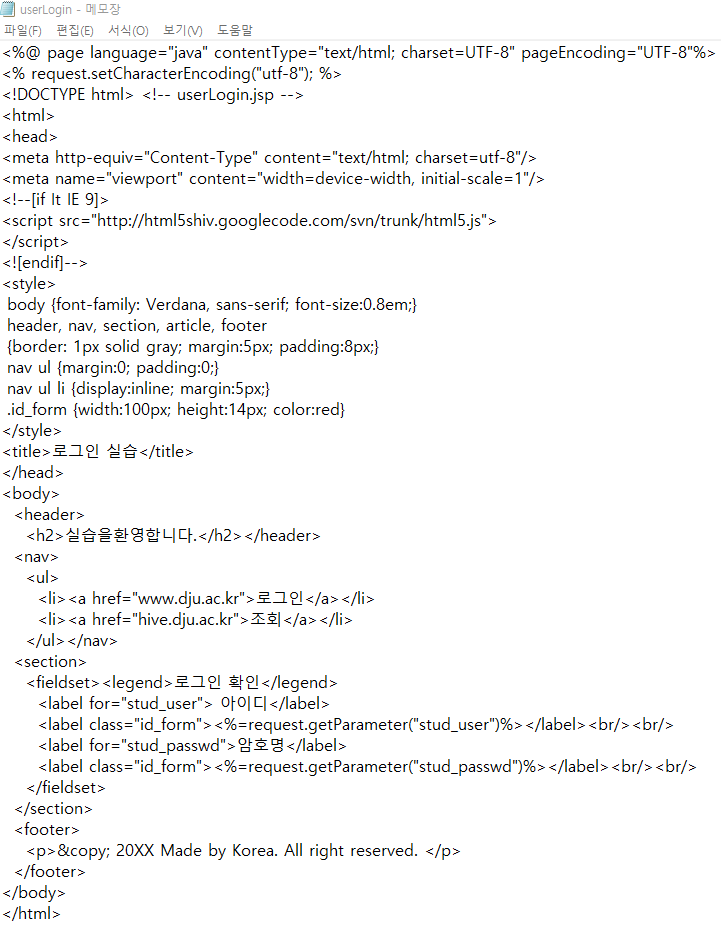 userLogin - 메모장
파일(F) 편집(E) 서식(O) 보기(V) 도움말
<%@ page language="java" contentType="text/html; charset=UTF-8" pageEncoding="UTF-8"%>
<% request.setCharacterEncoding("utf-8"); %>
<!DOCTYPE html> <!-- userLogin.jsp -->
<html>
<head>
<meta http-equiv="Content-Type" content="text/html; charset=utf-8"/>
<meta name="viewport" content="width=device-width, initial-scale=1"/>
<!--[if lt IE 9]>
<script src="http://html5shiv.googlecode.com/svn/trunk/html5.js">
</script>
<![endif]-->
<style>
body {font-family: Verdana, sans-serif; font-size:0.8em;}
header, nav, section, article, footer
{border: 1px solid gray; margin:5px; padding:8px;}
nav ul {margin:0; padding:0;}
nav ul li {display:inline; margin:5px;}
.id_form {width:100px; height:14px; color:red}
</style>
<title>로그인 실습</title>
</head>
<body>
<header>
<h2>실습을환영합니다.</h2></header>
<nav>
<ul>
<li><a href="www.dju.ac.kr">로그인</a></li>
<li><a href="hive.dju.ac.kr">조회</a></li>
</ul></nav>
<section>
<fieldset><legend>로그인 확인</legend>
<label for="stud_user"> 아이디</label>
<label class="id_form"><%=request.getParameter("stud_user")%></label><br/><br/>
<label for="stud_passwd">암호명</label>
<label class="id_form"><%=request.getParameter("stud_passwd")%></label><br/><br/>
</fieldset>
</section>
<footer>
<p>&copy; 20XX Made by Korea. All right reserved. </p>
</footer>
</body>
</html>